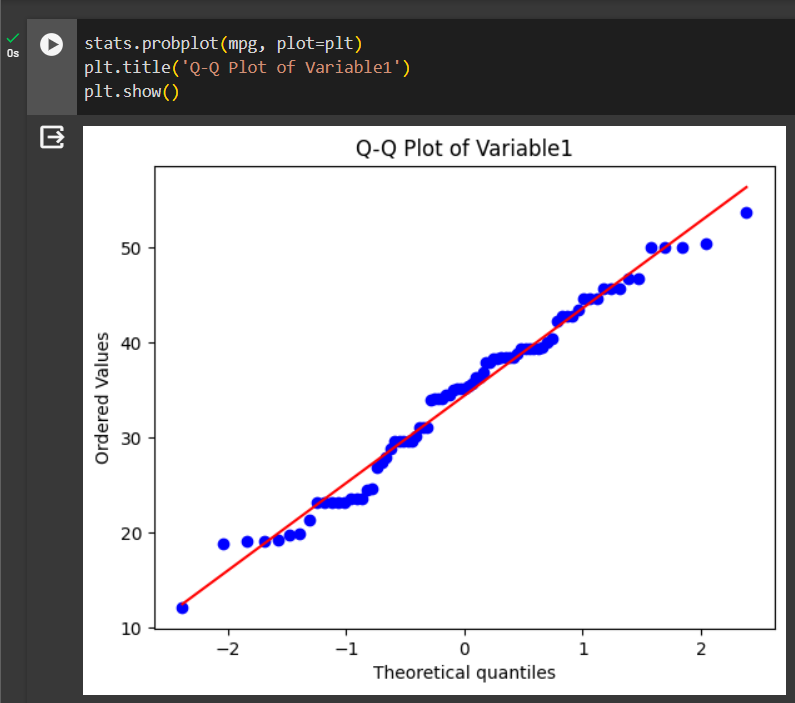 stats.probplot(mpg, plot=plt)
plt.title('Q-Q Plot of Variable1')
0s
plt.show()
Q-Q Plot of Variable1
50
40
30
20
10
Ordered Values
−2
−1
0
1
2
Theoretical quantiles